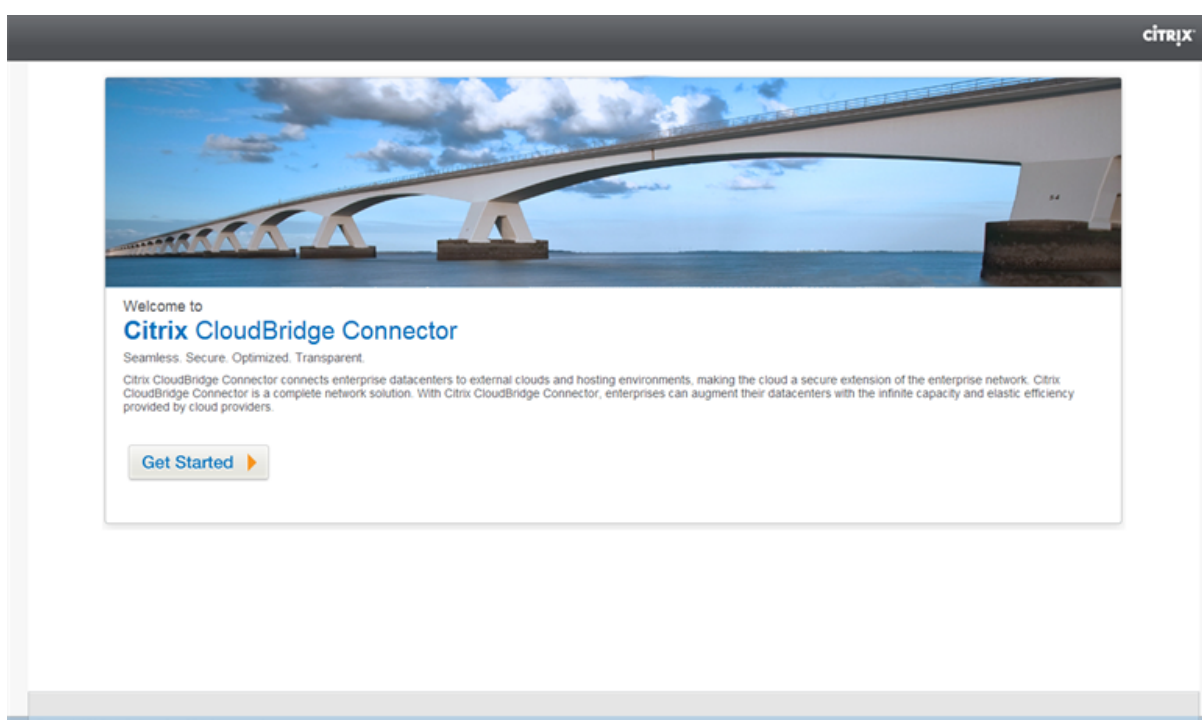 CİTRIX
Welcome to
Citrix CloudBridge Connector
Seamless. Secure. Optimized. Transparent.
Citrix CloudBridge Connector connects enterprise datacenters to external clouds and hosting environments, making the cloud a secure extension of the enterprise network. Citrix
CloudBridge Connector is a complete network solution. With Citrix CloudBridge Connector, enterprises can augment their datacenters with the infinite capacity and elastic efficiency
provided by cloud providers.
Get Started